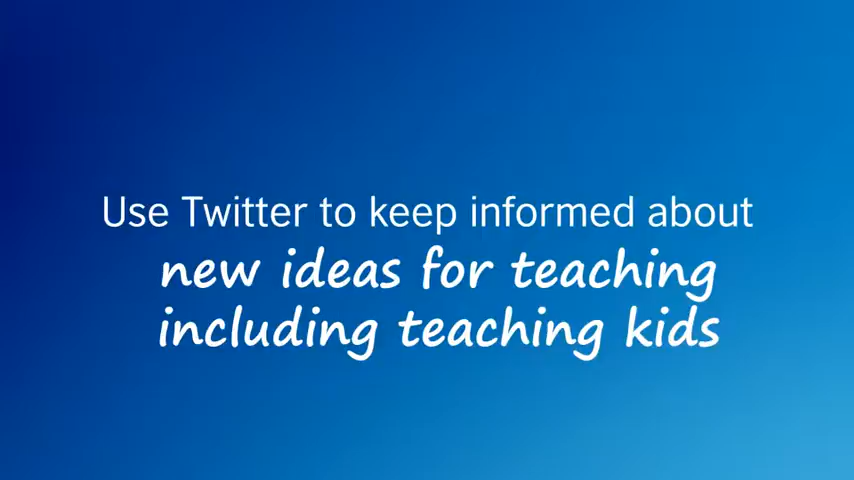 Use Twitter to keep informed about
new ideas for teaching
including teaching kids